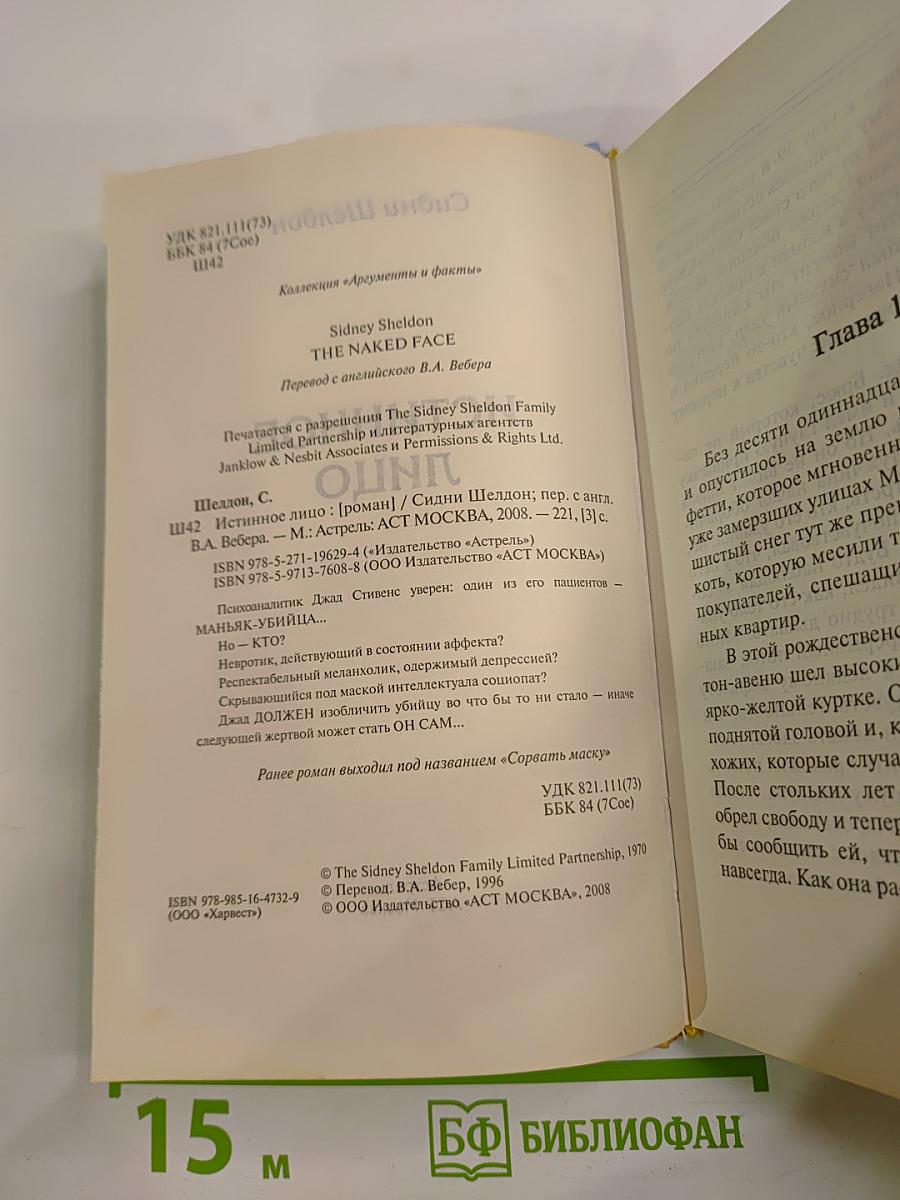 УДК 821.111(73)
ББК 84 (7Сое)
Ш42
Коллекция «Аргументы и факты»
Sidney Sheldon
THE NAKED FACE
Перевод с английского В.А. Вебера
Печатается с разрешения The Sidney Sheldon Family
Limited Partnership и литературных агентств
Janklow & Nesbit Associates и Permissions & Rights Ltd.
Шелдон, С.
Ш42 Истинное лицо : [роман] / Сидни Шелдон; пер. с англ.
В.А. Вебера. — М.: Астрель: АСТ МОСКВА, 2008. — 221, [3] с.
ISBN 978-5-271-19629-4 («Издательство «Астрель»)
ISBN 978-5-9713-7608-8 (ООО Издательство «АСТ МОСКВА»)
Психоаналитик Джад Стивенс уверен: один из его пациентов –
МАНЬЯК-УБИЙЦА...
Но — КТО?
Невротик, действующий в состоянии аффекта?
Респектабельный меланхолик, одержимый депрессией?
Скрывающийся под маской интеллектуала социопат?
Джад ДОЛЖЕН изобличить убийцу во что бы то ни стало — иначе
следующей жертвой может стать ОН САМ...
Ранее роман выходил под названием «Сорвать маску»
УДК 821.111(73)
ББК 84 (7Сое)
© The Sidney Sheldon Family Limited Partnership, 1970
ISBN 978-985-16-4732-9
© Перевод. В.А. Вебер, 1996
(ООО «Харвест»)
© ООО Издательство «АСТ МОСКВА», 2008
Глава 1
Без десяти одиннадца
и опустилось на землю
фетти, которое мгновенн
уже замерзших улицах М
шистый снег тут же пре
коть, которую месили т
покупателей, спешащи
ных квартир.
В этой рождественс
тон-авеню шел высоки
ярко-желтой куртке. С
поднятой головой и, к
хожих, которые случа
После стольких лет
обрел свободу и тепер
бы сообщить ей, чт
навсегда. Как она ра
15 м
БФ БИБЛИОФАН